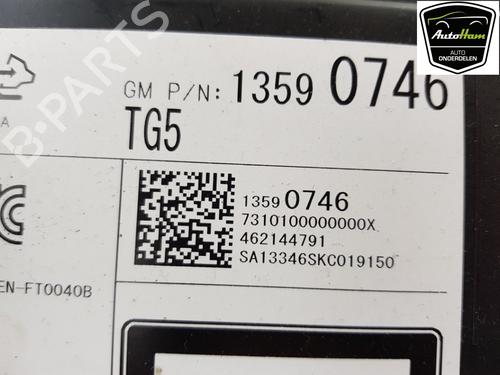 AutoHam
AUTO
ONDERDELEN
GM P/N: 1359 0746
TG5
A
B-PARTS
1359 0746
7310100000000X
462144791
SA13346SKC019150
EN-FT0040B